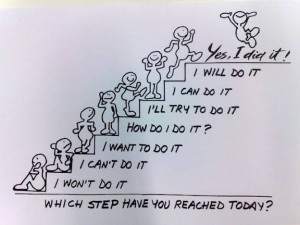 Yes, I did it!
I WILL DO IT
I CAN DO IT
I'LL TRY TO DO IT
HOW DO I DO IT?
I WANT TO DO IT
I CAN'T DO IT
I WON'T DO IT
WHICH STEP HAVE YOU REACHED TODAY?